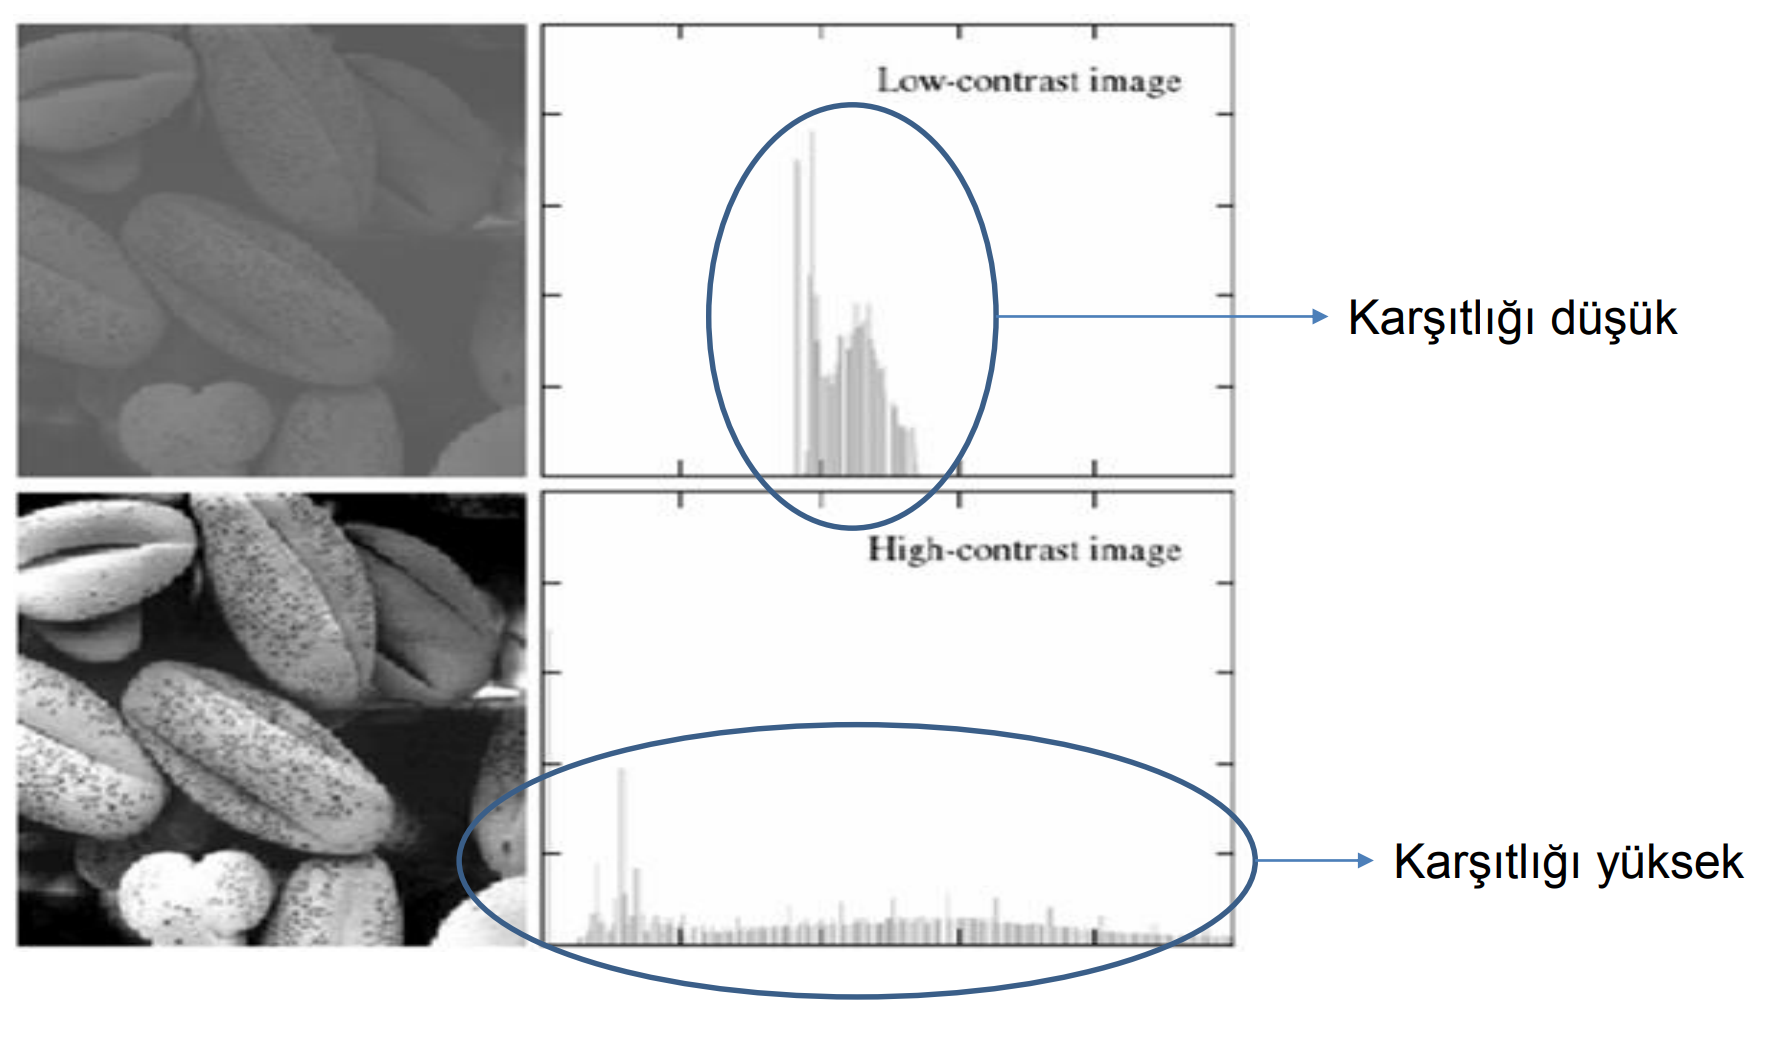 Low-contrast image
Karşıtlığı düşük
High-contrast image
Karşıtlığı yüksek